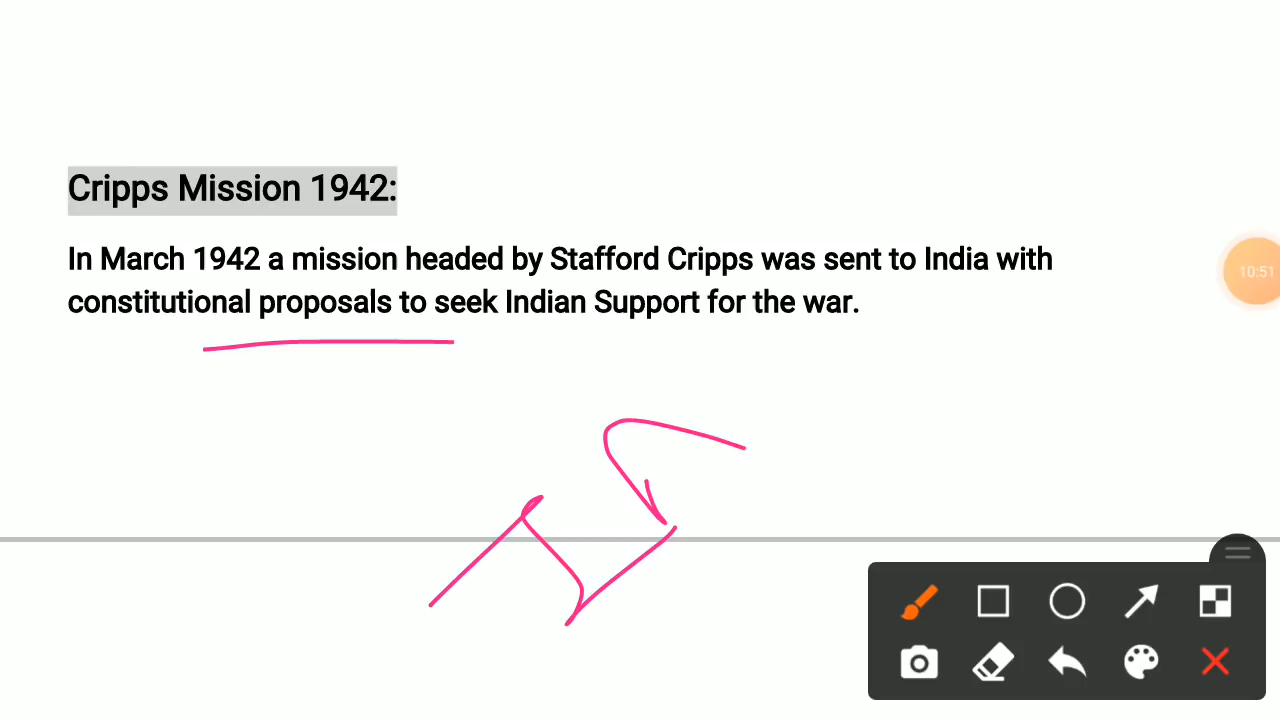 Cripps Mission 1942:
In March 1942 a mission headed by Stafford Cripps was sent to India with
constitutional proposals to seek Indian Support for the war.
10:51